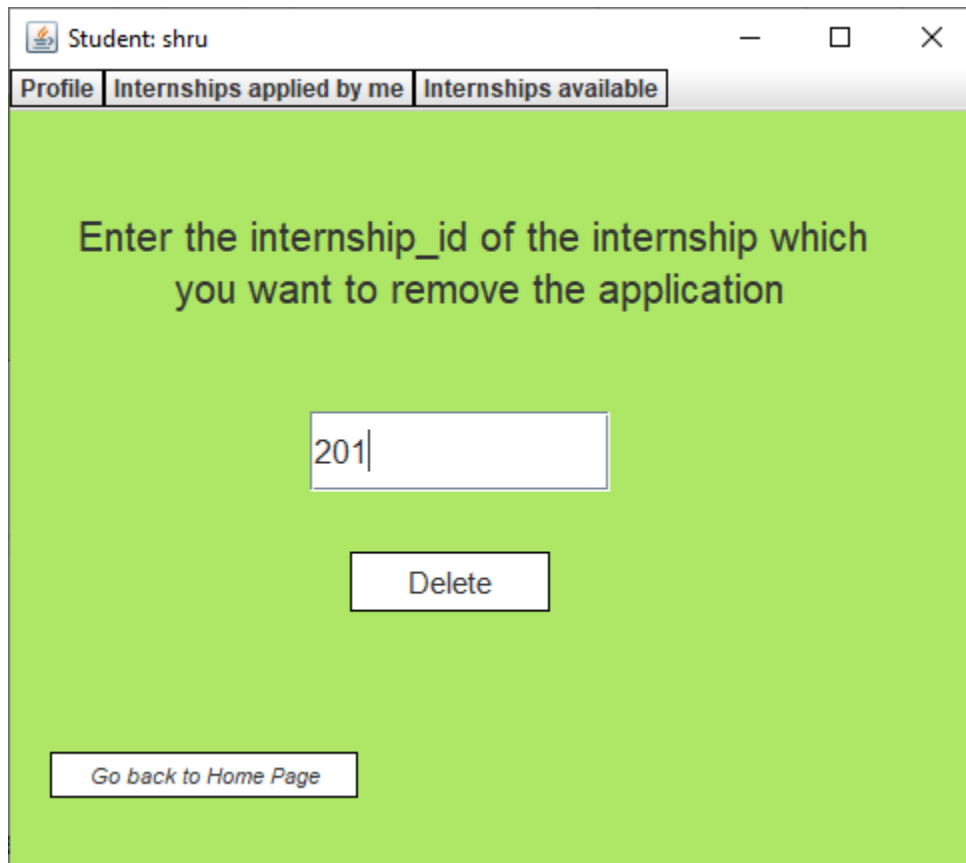 Student: shru
Profile Internships applied by me Internships available
Enter the internship_id of the internship which
you want to remove the application
201
Delete
Go back to Home Page